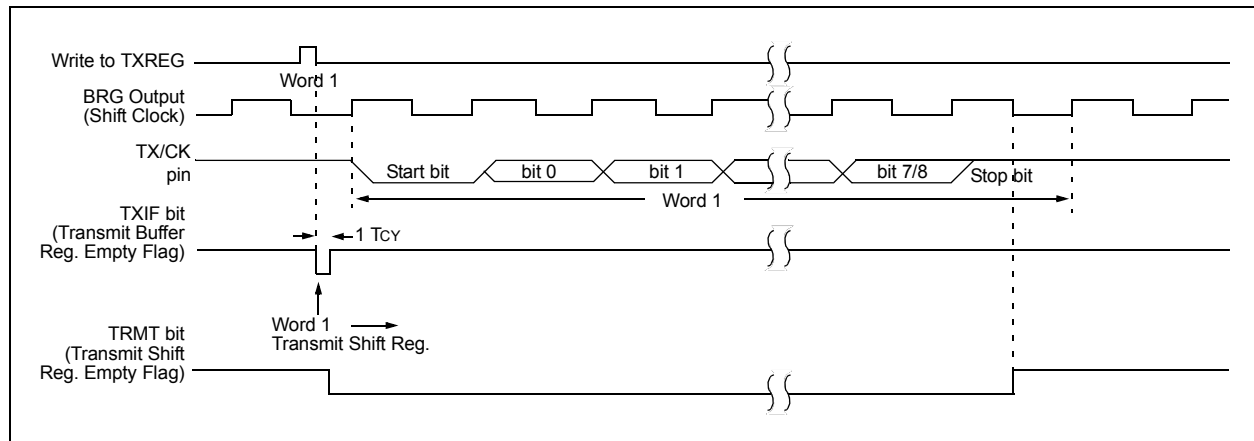 Write to TXREG
Word 1
BRG Output
(Shift Clock)
TX/CK
pin
Start bit
bit 0
bit 1
bit 7/8
Stop bit
Word 1
TXIF bit
(Transmit Buffer
Reg. Empty Flag)
1 TCY
Word 1
Transmit Shift Reg.
TRMT bit
(Transmit Shift
Reg. Empty Flag)